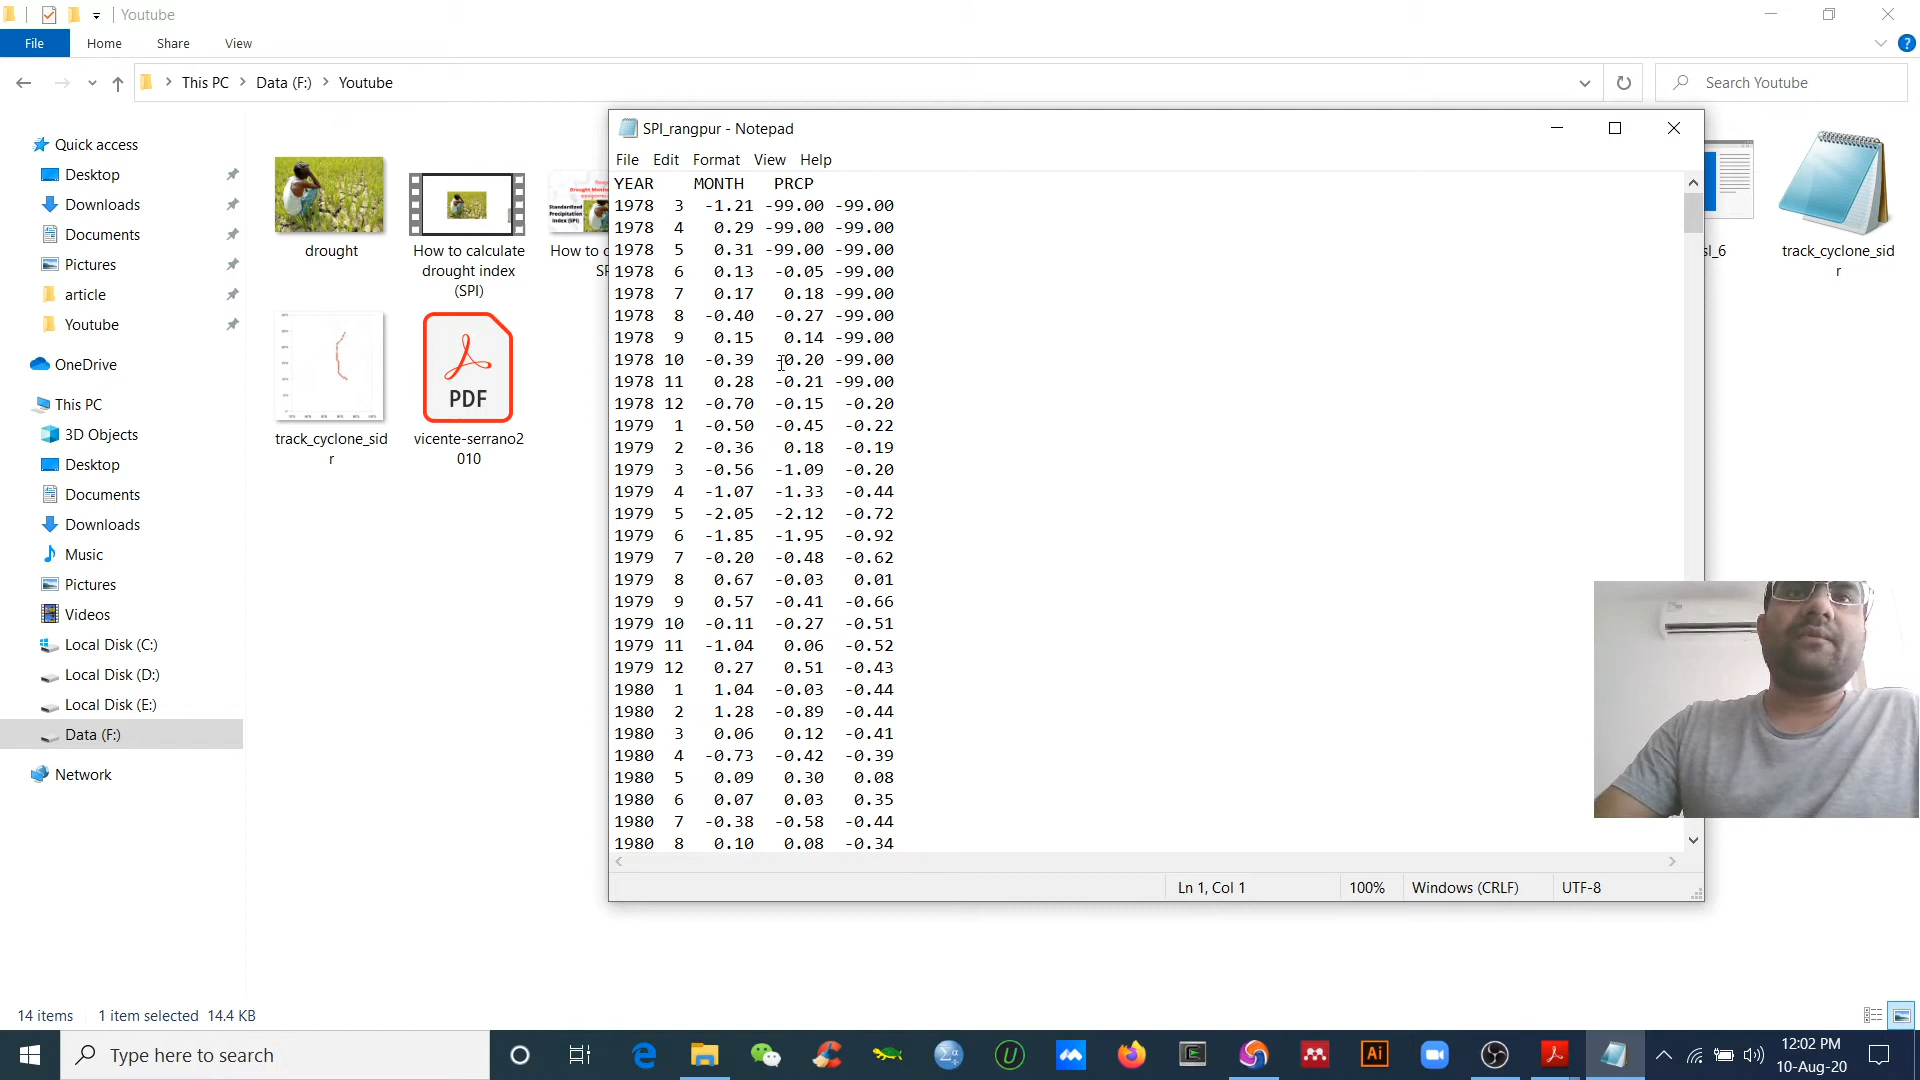 Youtube
File Home Share View
This PC Data (F:) Youtube
Search Youtube
Quick access
Desktop
Downloads
Documents
Pictures
article
Youtube
OneDrive
This PC
3D Objects
Desktop
Documents
Downloads
Music
Pictures
Videos
Local Disk (C:)
Local Disk (D:)
Local Disk (E:)
Data (F:)
Network
drought
How to calculate
drought index
(SPI)
How to c
SF
Drought
Standardized
Precipitation
Index (SPI)
track_cyclone_sid
r
PDF
vicente-serrano2
010
sl_6
track_cyclone_sid
r
SPI_rangpur - Notepad
File Edit Format View Help
YEAR MONTH PRCP
1978 3 -1.21 -99.00 -99.00
1978 4 0.29 -99.00 -99.00
1978 5 0.31 -99.00 -99.00
1978 6 0.13 -0.05 -99.00
1978 7 0.17 0.18 -99.00
1978 8 -0.40 -0.27 -99.00
1978 9 0.15 0.14 -99.00
1978 10 -0.39 -0.20 -99.00
1978 11 0.28 -0.21 -99.00
1978 12 -0.70 -0.15 -0.20
1979 1 -0.50 -0.45 -0.22
1979 2 -0.36 0.18 -0.19
1979 3 -0.56 -1.09 -0.20
1979 4 -1.07 -1.33 -0.44
1979 5 -2.05 -2.12 -0.72
1979 6 -1.85 -1.95 -0.92
1979 7 -0.20 -0.48 -0.62
1979 8 0.67 -0.03 0.01
1979 9 0.57 -0.41 -0.66
1979 10 -0.11 -0.27 -0.51
1979 11 -1.04 0.06 -0.52
1979 12 0.27 0.51 -0.43
1980 1 1.04 -0.03 -0.44
1980 2 1.28 -0.89 -0.44
1980 3 0.06 0.12 -0.41
1980 4 -0.73 -0.42 -0.39
1980 5 0.09 0.30 0.08
1980 6 0.07 0.03 0.35
1980 7 -0.38 -0.58 -0.44
1980 8 0.10 0.08 -0.34
Ln 1, Col 1 100% Windows (CRLF) UTF-8
14 items 1 item selected 14.4 KB
Type here to search
12:02 PM
10-Aug-20